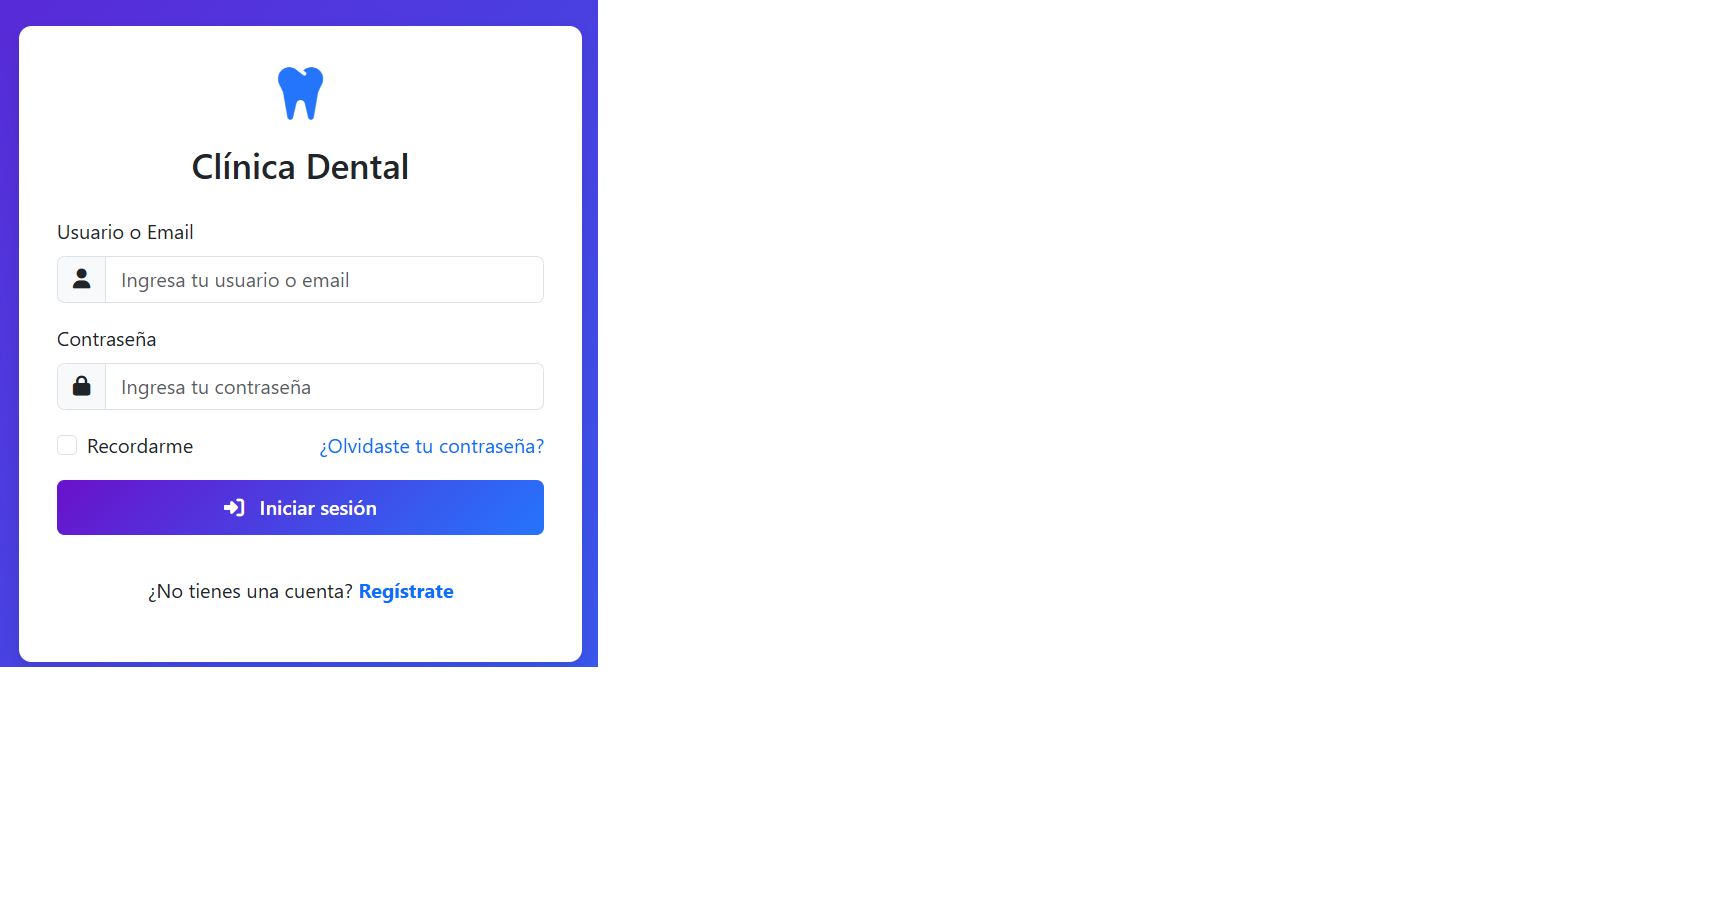 Clínica Dental
Usuario o Email
Ingresa tu usuario o email
Contraseña
Ingresa tu contraseña
Recordarme ¿Olvidaste tu contraseña?
Iniciar sesión
¿No tienes una cuenta? Regístrate